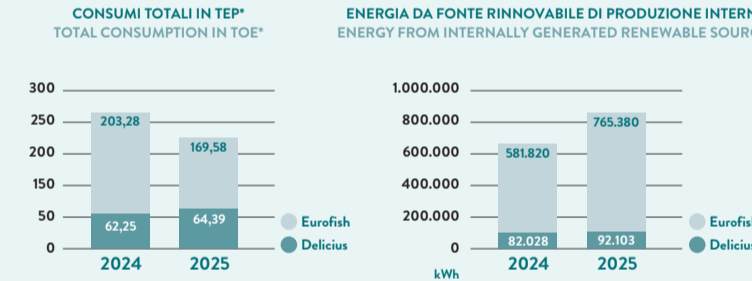 CONSUMI TOTALI IN TEP*
TOTAL CONSUMPTION IN TOE*
300
250
200
150
50
0
203,28
62,25
169,58
64,39
2024
2025
Eurofish
Delicius
ENERGIA DA FONTE RINNOVABILE DI PRODUZIONE INTERN
ENERGY FROM INTERNALLY GENERATED RENEWABLE SOUR
1.000.000
800.000
600.000
400.000
200.000
0
kWh
581.820
82.028
765.380
92.103
2024
2025
Eurofis
Delicius